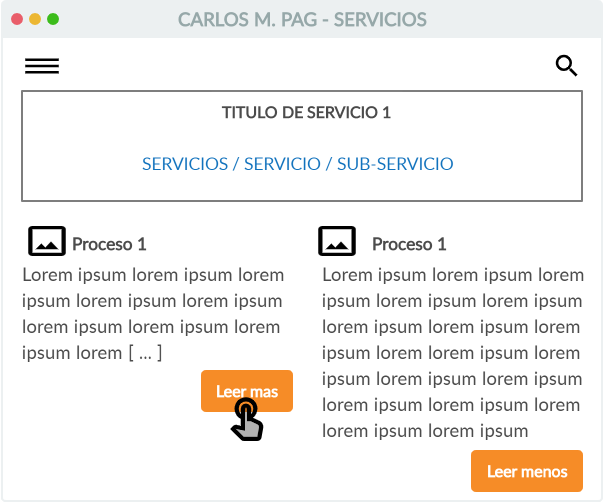 CARLOS M. PAG - SERVICIOS
TITULO DE SERVICIO 1
SERVICIOS / SERVICIO / SUB-SERVICIO
Proceso 1
Lorem ipsum lorem ipsum lorem
ipsum lorem ipsum lorem ipsum
lorem ipsum lorem ipsum lorem
ipsum lorem [ ... ]
Leer mas
Proceso 1
Lorem ipsum lorem ipsum lorem
ipsum lorem ipsum lorem ipsum
lorem ipsum lorem ipsum lorem
ipsum lorem ipsum lorem ipsum
lorem ipsum lorem ipsum lorem
ipsum lorem ipsum lorem ipsum
lorem ipsum lorem ipsum
Leer menos